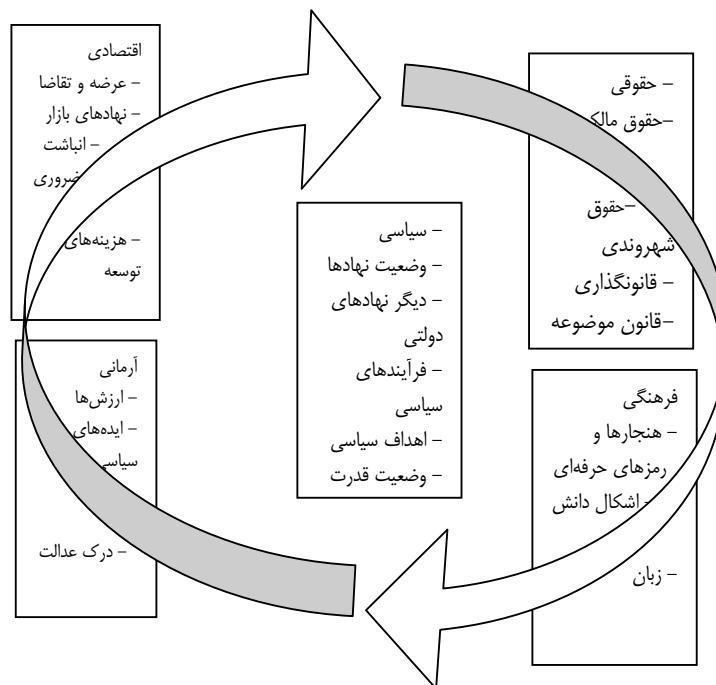 – حقوقی
–حقوق
–حقوق
شهروندی
– قانونگذاری
–قانون موضوعه
اقتصادی
– عرضه و تقاضا
– نهادهای بازار
– انباشت
ضروری
– هزینه‌های
توسعه
– سیاسی
– وضعیت نهادها
– دیگر نهادهای
دولتی
– فرآیندهای
سیاسی
– اهداف سیاسی
– وضعیت قدرت
فرهنگی
– هنجارها و
رمزهای حرفه‌ای
– اشکال دانش
– زبان
آرمانی
– ارزش‌ها
– ایده‌های
سیاسی
– درک عدالت